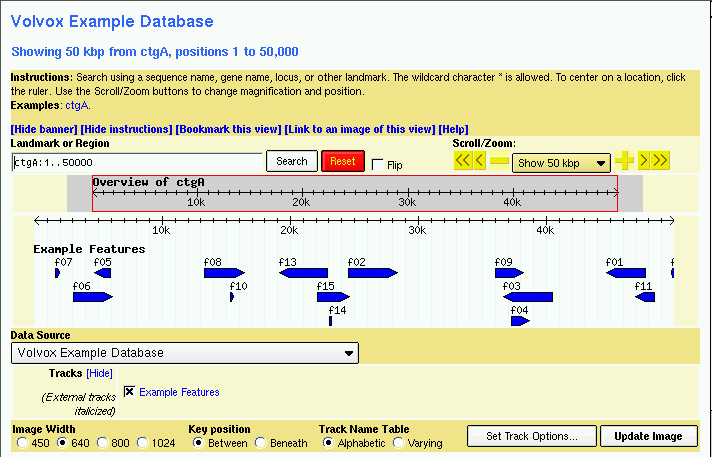 Volvox Example Database
Showing 50 kbp from ctgA, positions 1 to 50,000
Instructions: Search using a sequence name, gene name, locus, or other landmark. The wildcard character * is allowed. To center on a location, click
the ruler. Use the Scroll/Zoom buttons to change magnification and position.
Examples: ctgA.
[Hide banner] [Hide instructions] [Bookmark this view] [Link to an image of this view] [Help]
Landmark or Region Scroll/Zoom:
ctgA:1..50000 Search Reset Flip << < Show 50 kbp > >>
Overview of ctgA
10k 20k 30k 40k
10k 20k 30k 40k
Example Features
f07 f05 f08 f13 f02 f09 f01
f06 f10 f15 f03 f11
f14 f04
Data Source
Volvox Example Database
Tracks [Hide]
Example Features
(External tracks
italicized)
Image Width Key position Track Name Table
450 640 800 1024 Between Beneath Alphabetic Varying Set Track Options... Update Image